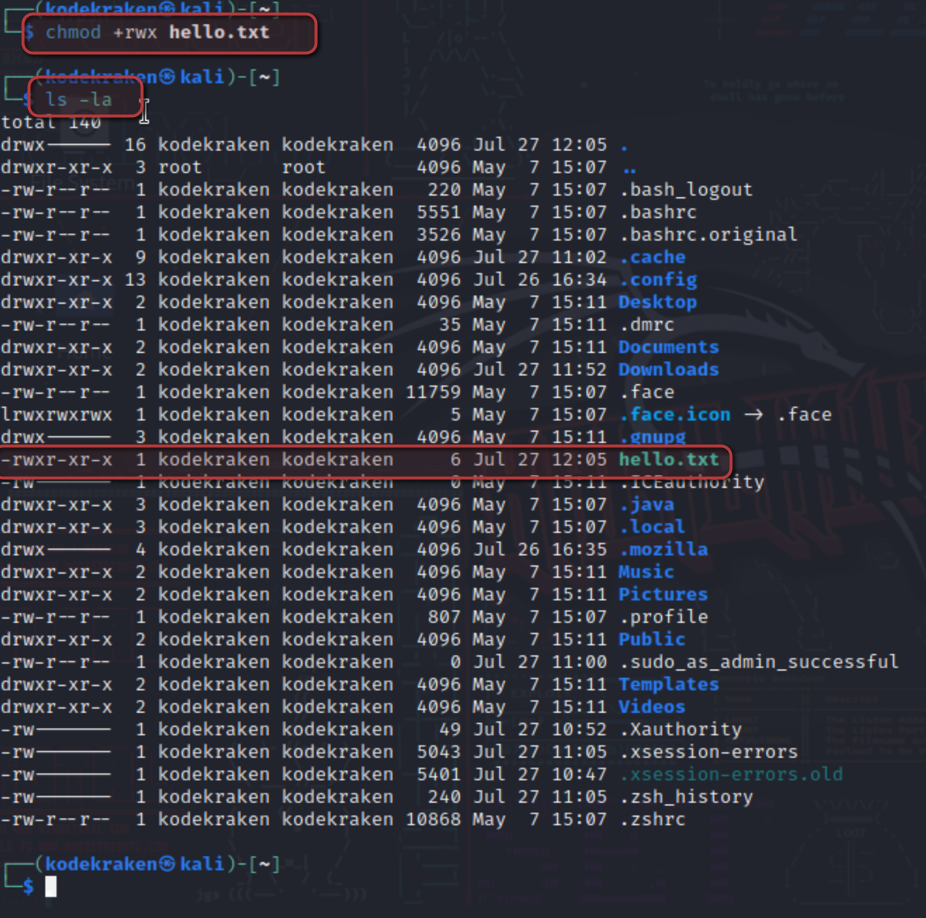 ┌──(kodekraken㉿kali)-[~]
└─$ chmod +rwx hello.txt
┌──(kodekraken㉿kali)-[~]
└─$ ls -la
total 140
drwx------ 16 kodekraken kodekraken 4096 Jul 27 12:05 .
drwxr-xr-x 3 root root 4096 May 7 15:07 ..
-rw-r--r-- 1 kodekraken kodekraken 220 May 7 15:07 .bash_logout
-rw-r--r-- 1 kodekraken kodekraken 5551 May 7 15:07 .bashrc
-rw-r--r-- 1 kodekraken kodekraken 3526 May 7 15:07 .bashrc.original
drwxr-xr-x 9 kodekraken kodekraken 4096 Jul 27 11:02 .cache
drwxr-xr-x 13 kodekraken kodekraken 4096 Jul 26 16:34 .config
drwxr-xr-x 2 kodekraken kodekraken 4096 May 7 15:11 Desktop
-rw-r--r-- 1 kodekraken kodekraken 35 May 7 15:11 .dmrc
drwxr-xr-x 2 kodekraken kodekraken 4096 May 7 15:11 Documents
drwxr-xr-x 2 kodekraken kodekraken 4096 Jul 27 11:52 Downloads
-rw-r--r-- 1 kodekraken kodekraken 11759 May 7 15:07 .face
lrwxrwxrwx 1 kodekraken kodekraken 5 May 7 15:07 .face.icon → .face
drwx------ 3 kodekraken kodekraken 4096 May 7 15:11 .gnupg
-rwxr-xr-x 1 kodekraken kodekraken 6 Jul 27 12:05 hello.txt
-rw------- 1 kodekraken kodekraken 0 May 7 15:11 .ICEauthority
drwxr-xr-x 3 kodekraken kodekraken 4096 May 7 15:07 .java
drwxr-xr-x 3 kodekraken kodekraken 4096 May 7 15:07 .local
drwx------ 4 kodekraken kodekraken 4096 Jul 26 16:35 .mozilla
drwxr-xr-x 2 kodekraken kodekraken 4096 May 7 15:11 Music
drwxr-xr-x 2 kodekraken kodekraken 4096 May 7 15:11 Pictures
-rw-r--r-- 1 kodekraken kodekraken 807 May 7 15:07 .profile
drwxr-xr-x 2 kodekraken kodekraken 4096 May 7 15:11 Public
-rw-r--r-- 1 kodekraken kodekraken 0 Jul 27 11:00 .sudo_as_admin_successful
drwxr-xr-x 2 kodekraken kodekraken 4096 May 7 15:11 Templates
drwxr-xr-x 2 kodekraken kodekraken 4096 May 7 15:11 Videos
-rw------- 1 kodekraken kodekraken 49 Jul 27 10:52 .Xauthority
-rw------- 1 kodekraken kodekraken 5043 Jul 27 11:05 .xsession-errors
-rw------- 1 kodekraken kodekraken 5401 Jul 27 10:47 .xsession-errors.old
-rw------- 1 kodekraken kodekraken 240 Jul 27 11:05 .zsh_history
-rw-r--r-- 1 kodekraken kodekraken 10868 May 7 15:07 .zshrc
┌──(kodekraken㉿kali)-[~]
└─$